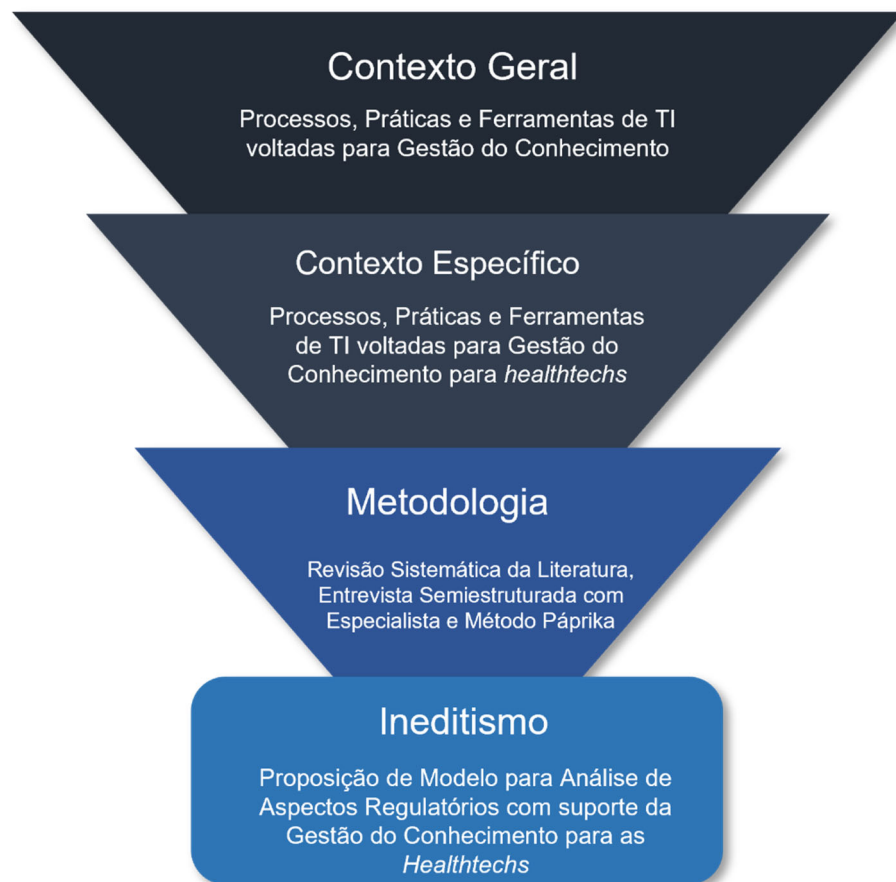 Contexto Geral
Processos, Práticas e Ferramentas de TI
voltadas para Gestão do Conhecimento
Contexto Específico
Processos, Práticas e Ferramentas
de TI voltadas para Gestão do
Conhecimento para healthtechs
Metodologia
Revisão Sistemática da Literatura,
Entrevista Semiestruturada com
Especialista e Método Páprika
Ineditismo
Proposição de Modelo para Análise de
Aspectos Regulatórios com suporte da
Gestão do Conhecimento para as
Healthtechs